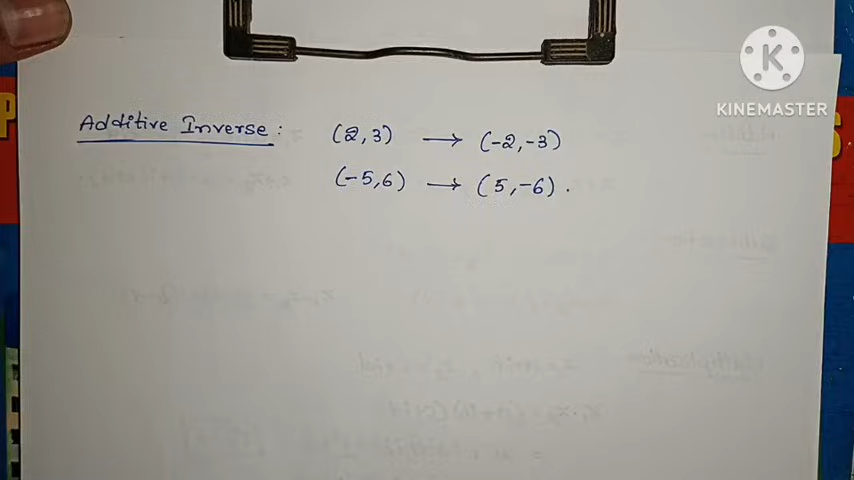 KINEMASTER
Additive Inverse : (2,3) → (-2,-3)
(-5,6) → (5,-6).